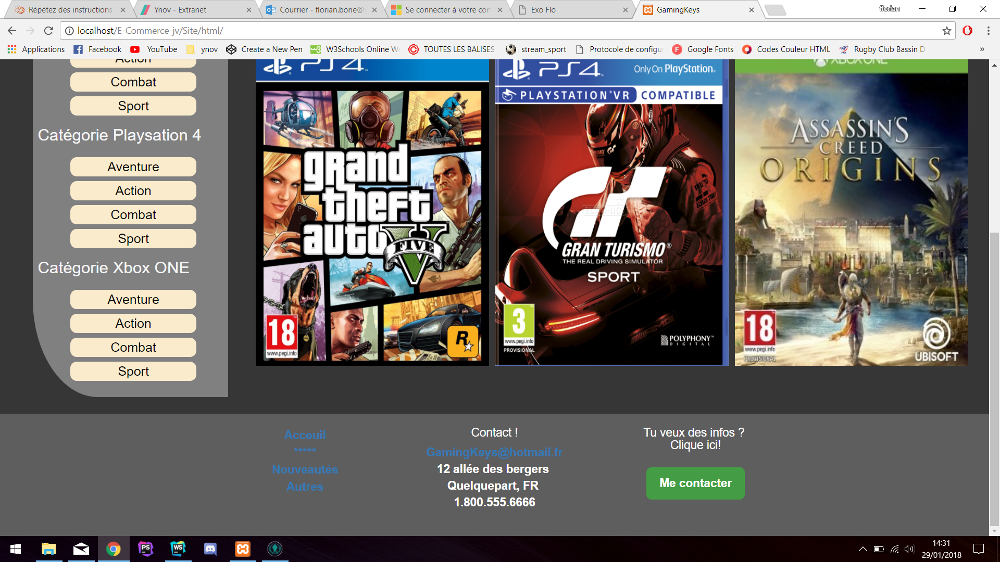 Répétez des instructions
Ynov - Extranet
Courrier - florian.borie@
Se connecter à votre com
Exo Flo
GamingKeys
florian
localhost/E-Commerce-jv/Site/html/
Applications
Facebook
YouTube
ynov
Create a New Pen
W3Schools Online We
TOUTES LES BALISES
stream_sport
Protocole de configu
Google Fonts
Codes Couleur HTML
Rugby Club Bassin D
»
Action
Combat
Sport
Catégorie Playsation 4
Aventure
Action
Combat
Sport
Catégorie Xbox ONE
Aventure
Action
Combat
Sport
PS4™
grand
theft
auto
FIVE
V
18
www.pegi.info
R
PS4
Only On PlayStation®
PLAYSTATION®VR COMPATIBLE
GT
GRAN TURISMO®
THE REAL DRIVING SIMULATOR
SPORT
3
www.pegi.info
PROVISIONAL
POLYPHONY™
DIGITAL
XBOX ONE
ASSASSIN'S
CREED
ORIGINS
18
www.pegi.info
PROVISIONAL
UBISOFT
Acceuil
*****
Nouveautés
Autres
Contact !
GamingKeys@hotmail.fr
12 allée des bergers
Quelquepart, FR
1.800.555.6666
Tu veux des infos ?
Clique ici!
Me contacter
PS
WS
14:31
29/01/2018